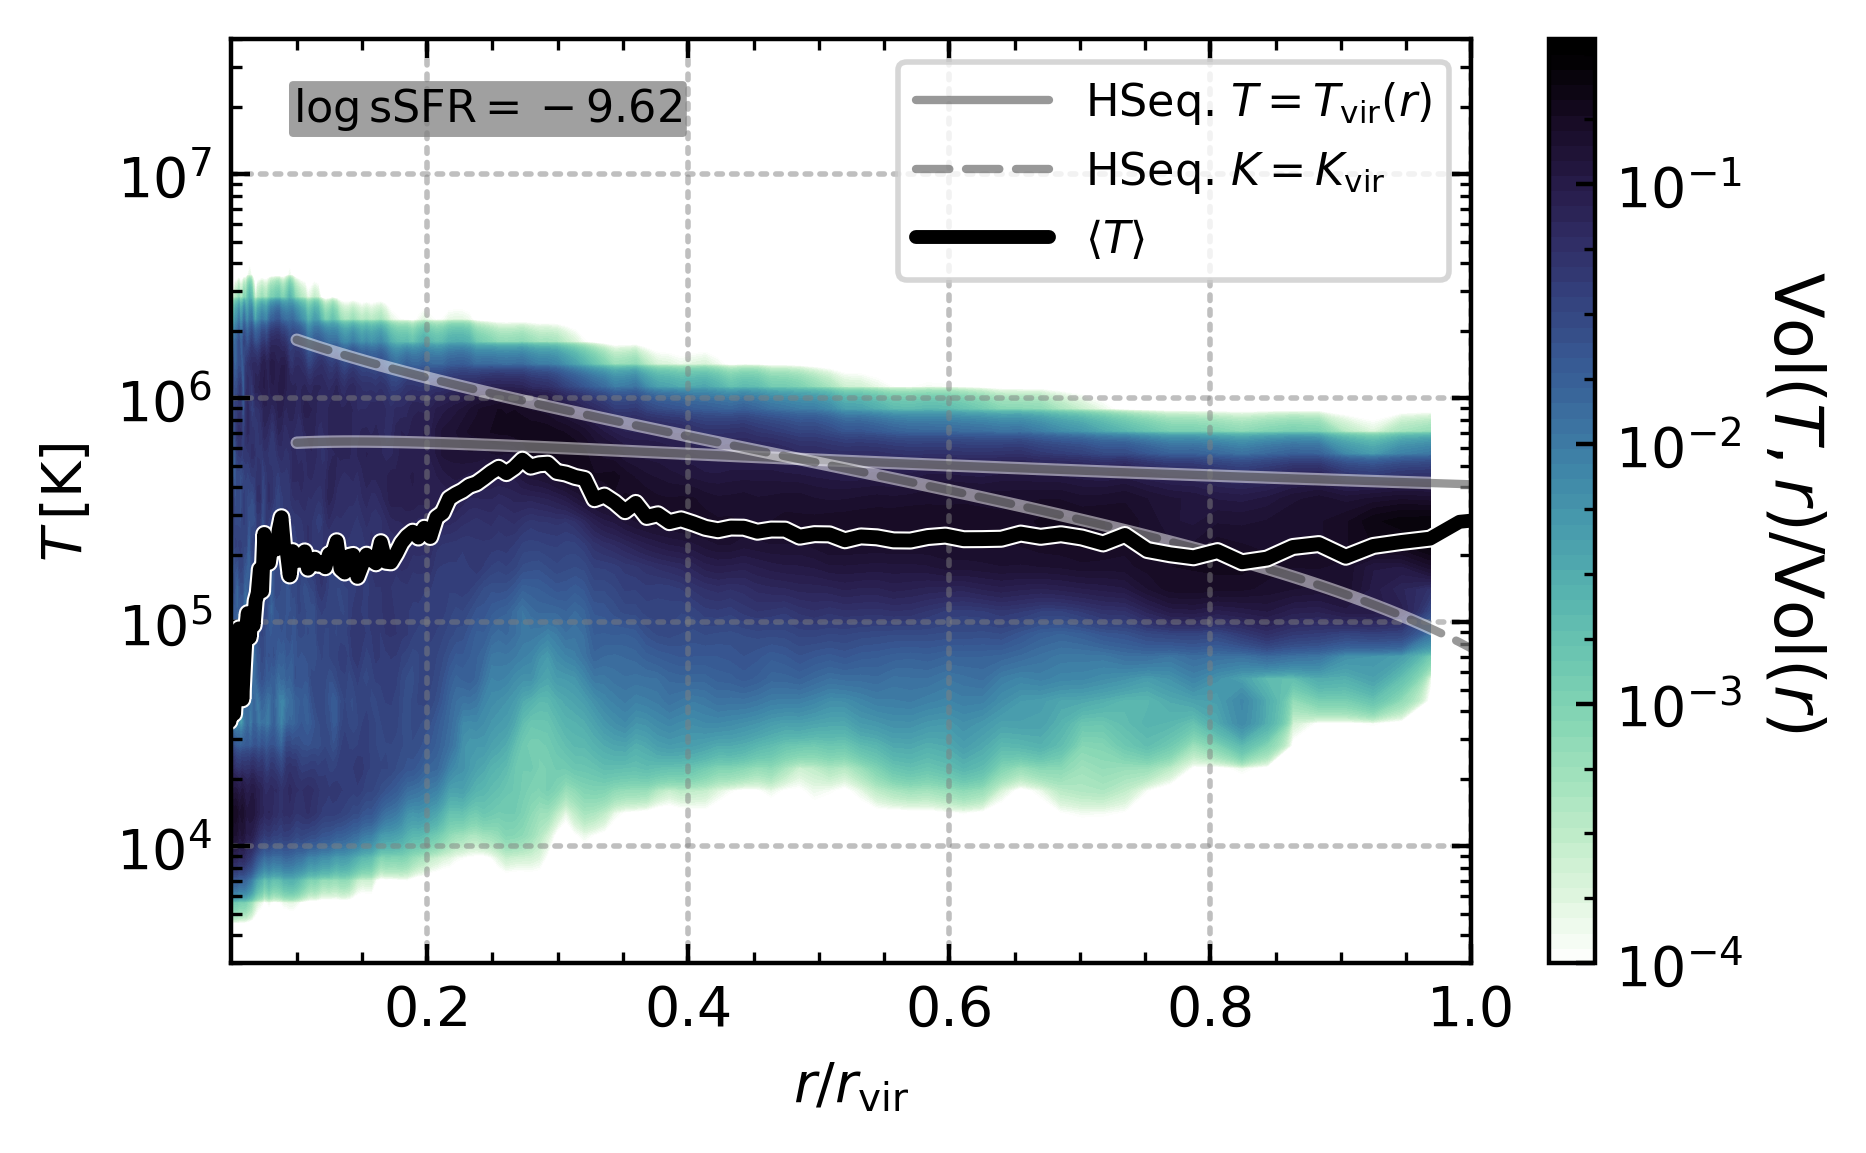 log sSFR = −9.62
HSeq. T = T_vir(r)
HSeq. K = K_vir
⟨T⟩
10^7
10^6
10^5
10^4
T [K]
0.2 0.4 0.6 0.8 1.0
r/r_vir
10^−1
10^−2
10^−3
10^−4
Vol(T, r)/Vol(r)